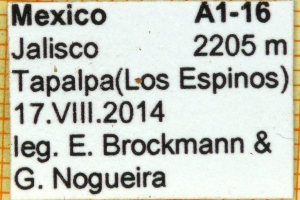 Mexico A1-16
Jalisco 2205 m
Tapalpa(Los Espinos)
17.VIII.2014
leg. E. Brockmann &
G. Nogueira